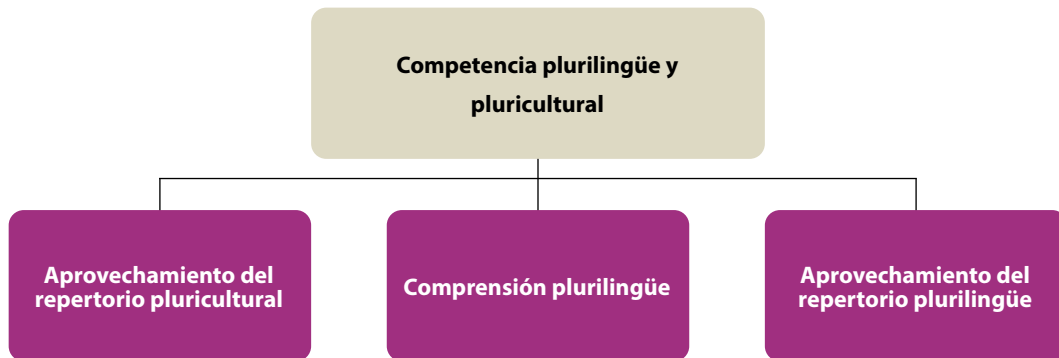 Competencia plurilingüe y
pluricultural
Aprovechamiento del
repertorio pluricultural
Comprensión plurilingüe
Aprovechamiento del
repertorio plurilingüe